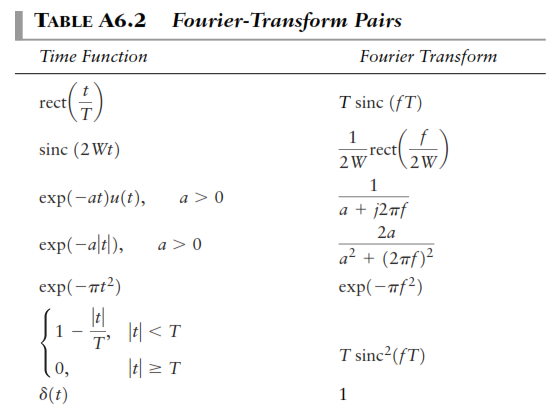 TABLE A6.2 Fourier-Transform Pairs
Time Function Fourier Transform
rect(t/T) T sinc (fT)
sinc (2Wt) 1/2W rect(f/2W)
exp(−at)u(t), a > 0 1/(a + j2πf)
exp(−a|t|), a > 0 2a/(a² + (2πf)²)
exp(−πt²) exp(−πf²)
{1 − |t|/T, |t| < T
0, |t| ≥ T T sinc²(fT)
δ(t) 1